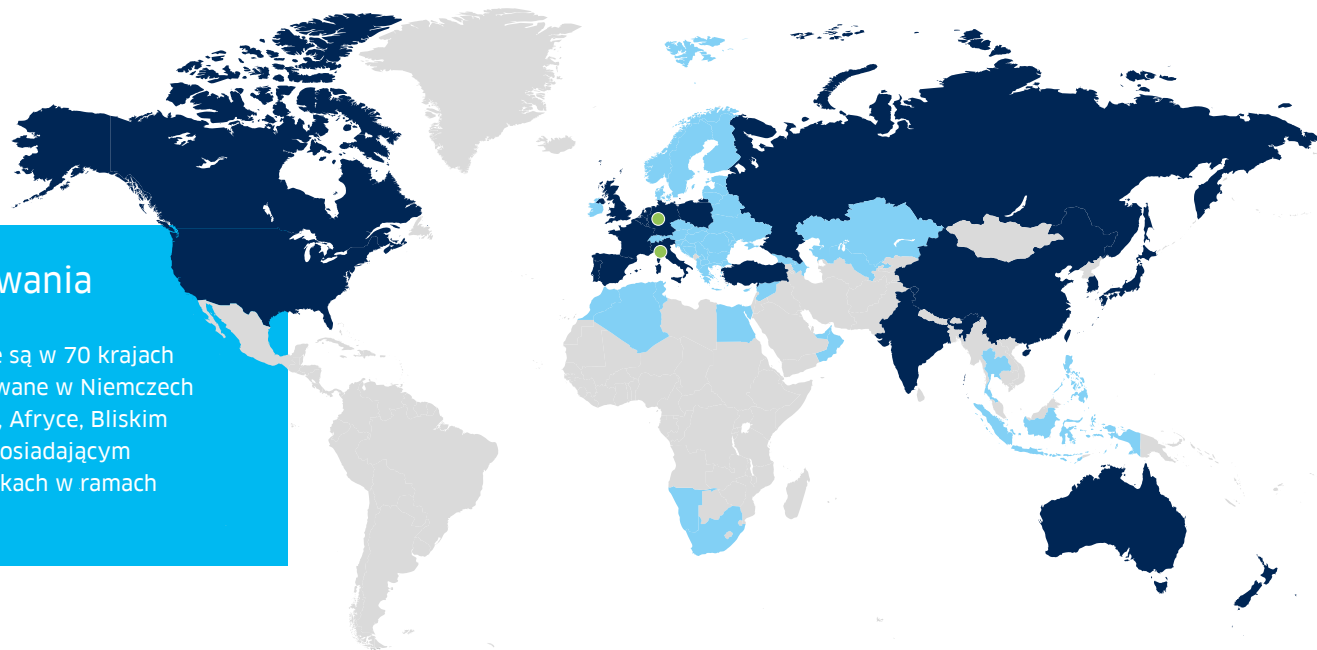 wania
są w 70 krajach
wane w Niemczech
, Afryce, Bliskim
osiadającym
kach w ramach